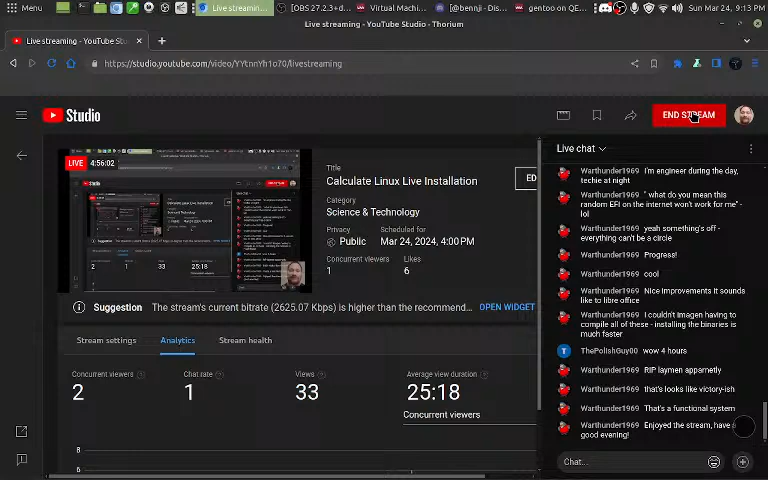 Menu
Live streamin...
[OBS 27.2.3+d...
Virtual Machi...
[@bennji - Dis...
gentoo on QE...
Sun Mar 24, 9:13 PM
Live streaming - YouTube Studio - Thorium
Live streaming - YouTube Stu
https://studio.youtube.com/video/YYtnnYh1o70/livestreaming
Studio
END STREAM
LIVE 4:56:02
Title
Calculate Linux Live Installation
ED
Category
Science & Technology
Privacy
Public
Scheduled for
Mar 24, 2024, 4:00 PM
Concurrent viewers
1
Likes
6
Suggestion The stream's current bitrate (2625.07 Kbps) is higher than the recommend... OPEN WIDGET
Stream settings
Analytics
Stream health
Concurrent viewers
2
Chat rate
1
Views
33
Average view duration
25:18
Concurrent viewers
8
6
Live chat
Warthunder1969 I'm engineer during the day,
techie at night
Warthunder1969 " what do you mean this
random EFI on the internet won't work for me" -
lol
Warthunder1969 yeah something's off -
everything can't be a circle
Warthunder1969 Progress!
Warthunder1969 cool
Warthunder1969 Nice improvements it sounds
like to libre office
Warthunder1969 I couldn't imagen having to
compile all of these - installing the binaries is
much faster
T ThePolishGuy00 wow 4 hours
Warthunder1969 RIP laymen apparnetly
Warthunder1969 that's looks like victory-ish
Warthunder1969 That's a functional system
Warthunder1969 Enjoyed the stream, have a
good evening!
Chat...